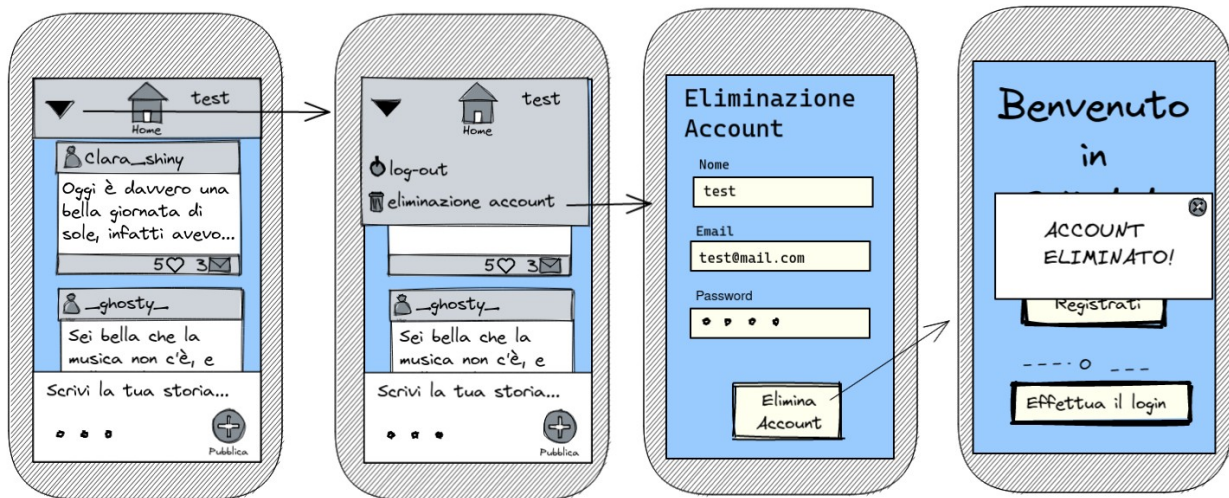 test
Home
Clara_shiny
Oggi è davvero una
bella giornata di
sole, infatti avevo...
5 3
_ghosty_
Sei bella che la
musica non c'è, e
Scrivi la tua storia...
Pubblica
test
Home
log-out
eliminazione account
5 3
_ghosty_
Sei bella che la
musica non c'è, e
Scrivi la tua storia...
Pubblica
Eliminazione
Account
Nome
test
Email
test@mail.com
Password
Elimina
Account
Benvenuto
in
ACCOUNT
ELIMINATO!
Registrati
Effettua il login